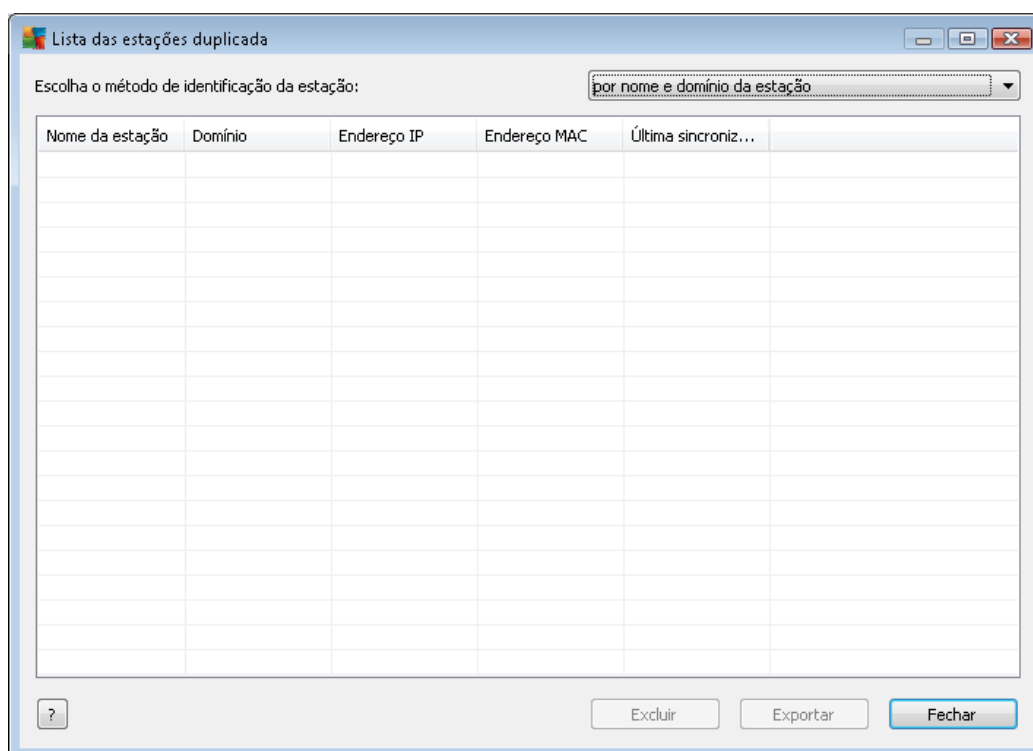 Lista das estações duplicada
Escolha o método de identificação da estação: por nome e domínio da estação
Nome da estação Domínio Endereço IP Endereço MAC Última sincroniz...
? Excluir Exportar Fechar